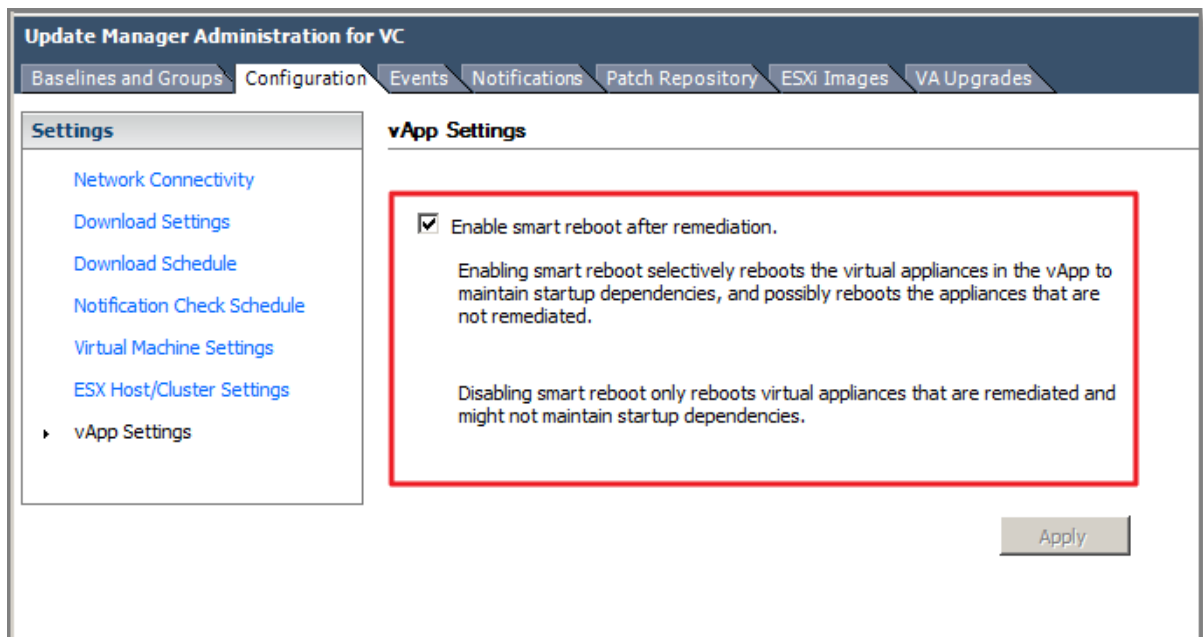 Update Manager Administration for VC
Baselines and Groups Configuration Events Notifications Patch Repository ESXi Images VA Upgrades
Settings
Network Connectivity
Download Settings
Download Schedule
Notification Check Schedule
Virtual Machine Settings
ESX Host/Cluster Settings
vApp Settings
vApp Settings
Enable smart reboot after remediation.
Enabling smart reboot selectively reboots the virtual appliances in the vApp to
maintain startup dependencies, and possibly reboots the appliances that are
not remediated.
Disabling smart reboot only reboots virtual appliances that are remediated and
might not maintain startup dependencies.
Apply